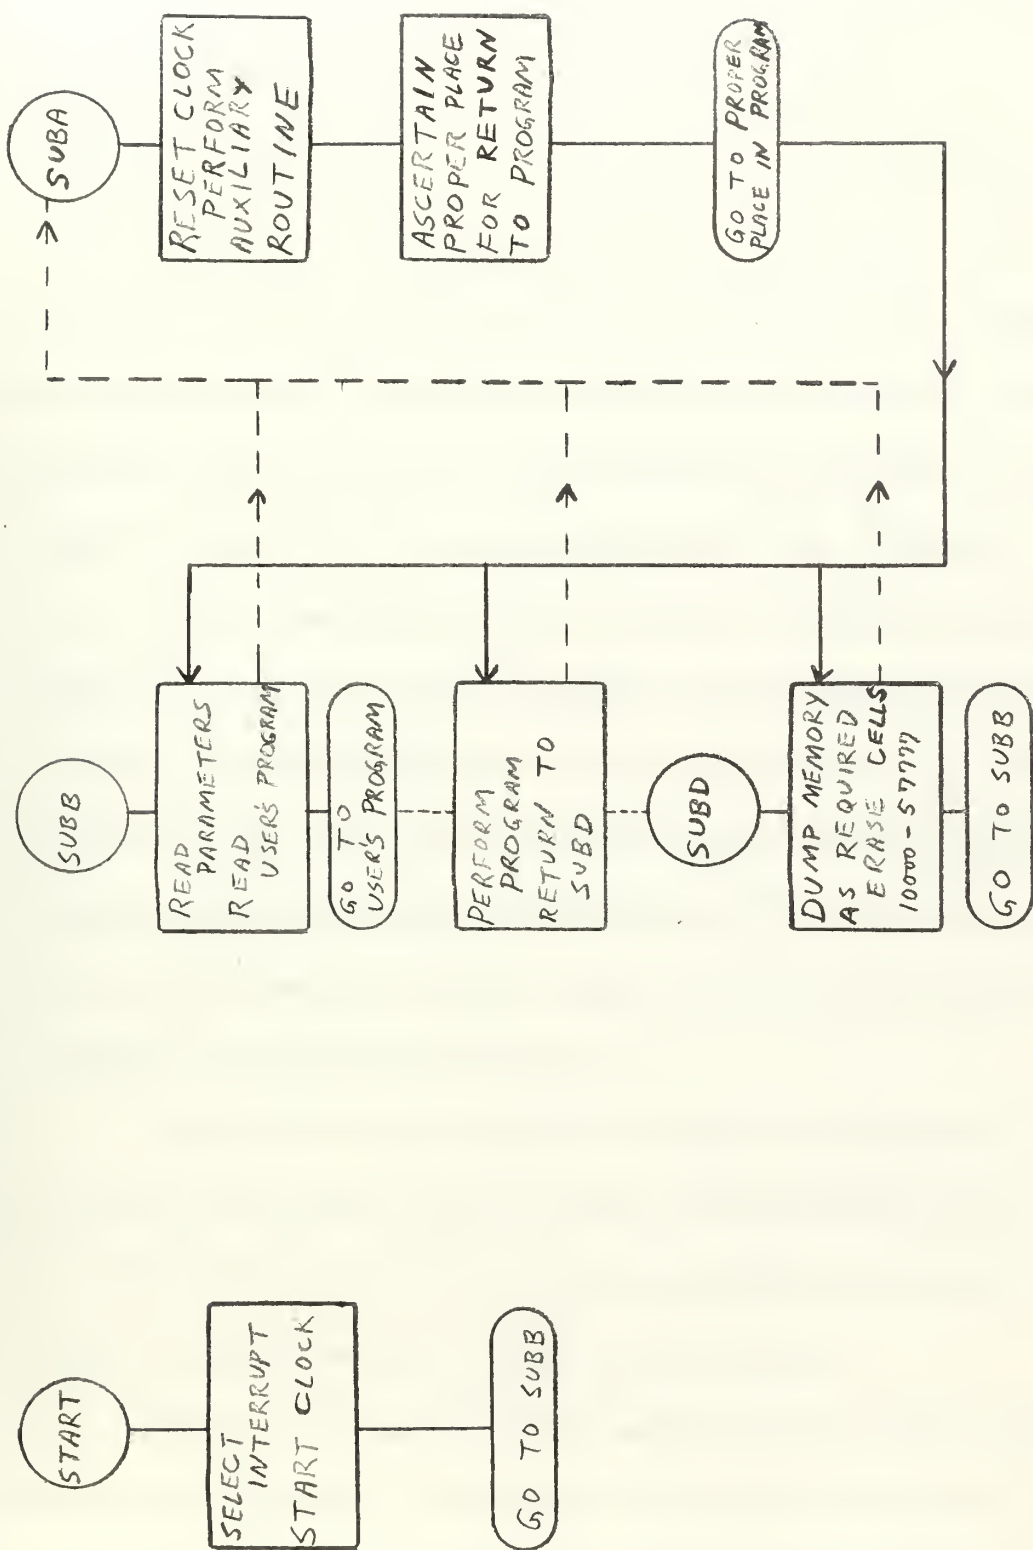 START
SELECT
INTERRUPT
START CLOCK
GO TO SUBB
SUBB
READ
PARAMETERS
READ
USER'S PROGRAM
GO TO
USER'S PROGRAM
PERFORM
PROGRAM
RETURN TO
SUBD
SUBD
DUMP MEMORY
AS REQUIRED
ERASE CELLS
10000-57777
GO TO SUBB
SUBA
RESET CLOCK
PERFORM
AUXILIARY
ROUTINE
ASCERTAIN
PROPER PLACE
FOR RETURN
TO PROGRAM
GO TO PROPER
PLACE IN PROGRAM